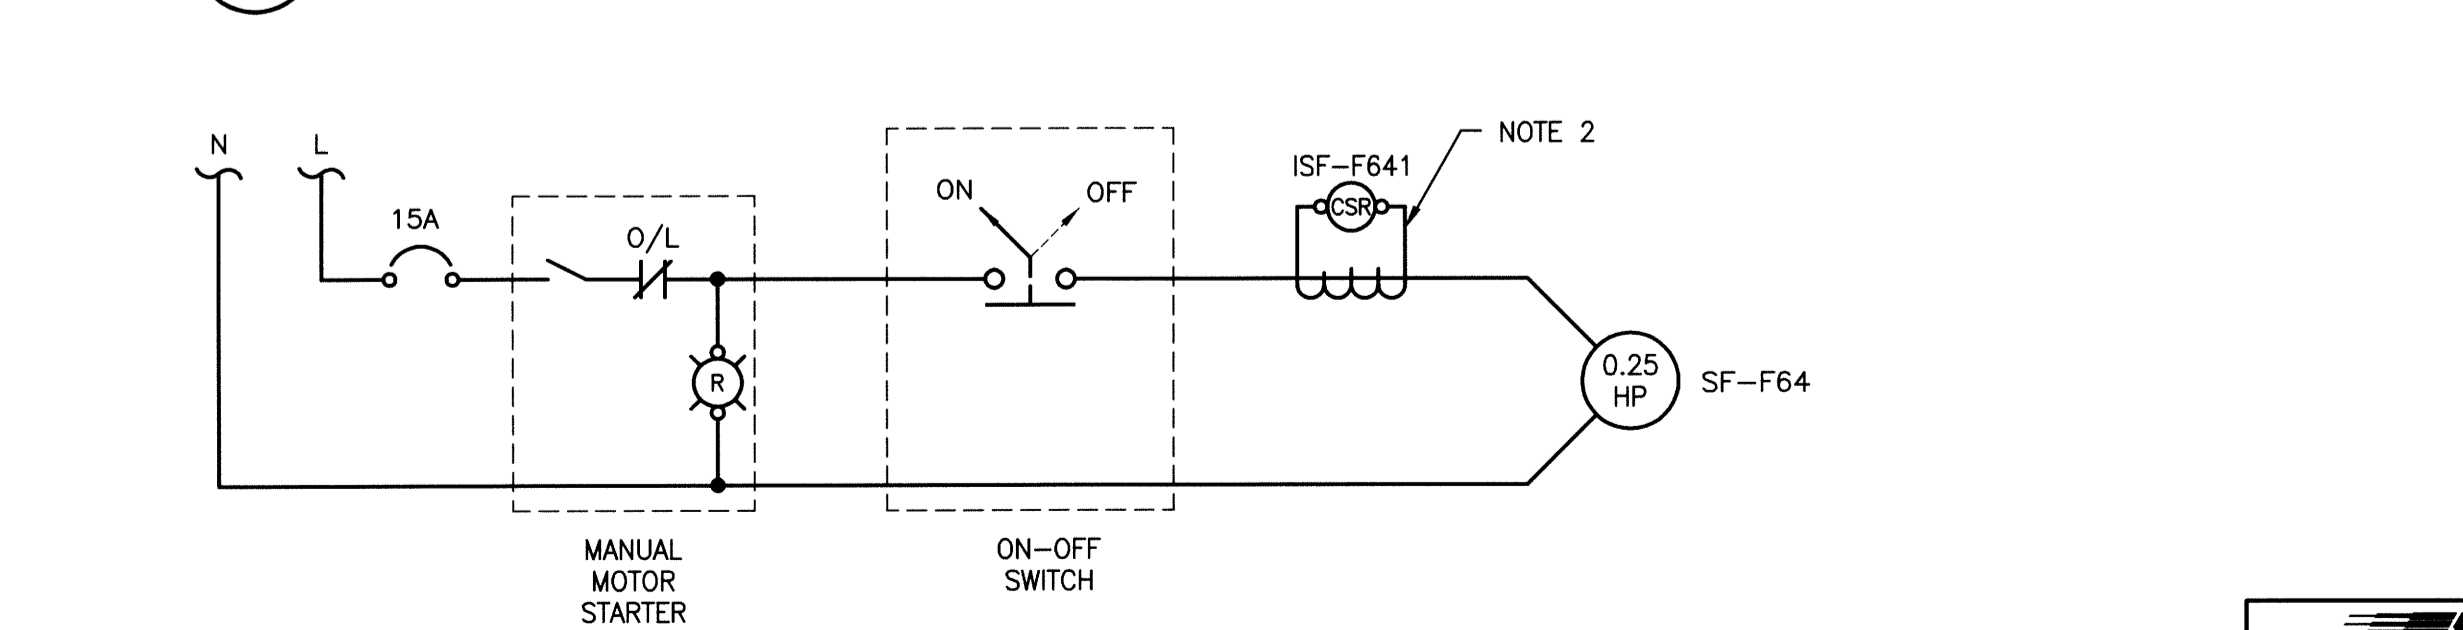 N
L
15A
O/L
R
ON
OFF
ISF-F641
CSR
NOTE 2
0.25
HP
SF-F64
MANUAL
MOTOR
STARTER
ON-OFF
SWITCH